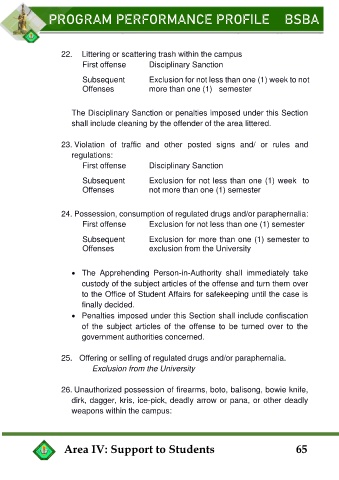 PROGRAM PERFORMANCE PROFILE BSBA
22. Littering or scattering trash within the campus
First offense Disciplinary Sanction
Subsequent Exclusion for not less than one (1) week to not
Offenses more than one (1) semester
The Disciplinary Sanction or penalties imposed under this Section
shall include cleaning by the offender of the area littered.
23. Violation of traffic and other posted signs and/ or rules and
regulations:
First offense Disciplinary Sanction
Subsequent Exclusion for not less than one (1) week to
Offenses not more than one (1) semester
24. Possession, consumption of regulated drugs and/or paraphernalia:
First offense Exclusion for not less than one (1) semester
Subsequent Exclusion for more than one (1) semester to
Offenses exclusion from the University
• The Apprehending Person-in-Authority shall immediately take
custody of the subject articles of the offense and turn them over
to the Office of Student Affairs for safekeeping until the case is
finally decided.
• Penalties imposed under this Section shall include confiscation
of the subject articles of the offense to be turned over to the
government authorities concerned.
25. Offering or selling of regulated drugs and/or paraphernalia.
Exclusion from the University
26. Unauthorized possession of firearms, boto, balisong, bowie knife,
dirk, dagger, kris, ice-pick, deadly arrow or pana, or other deadly
weapons within the campus:
Area IV: Support to Students 65